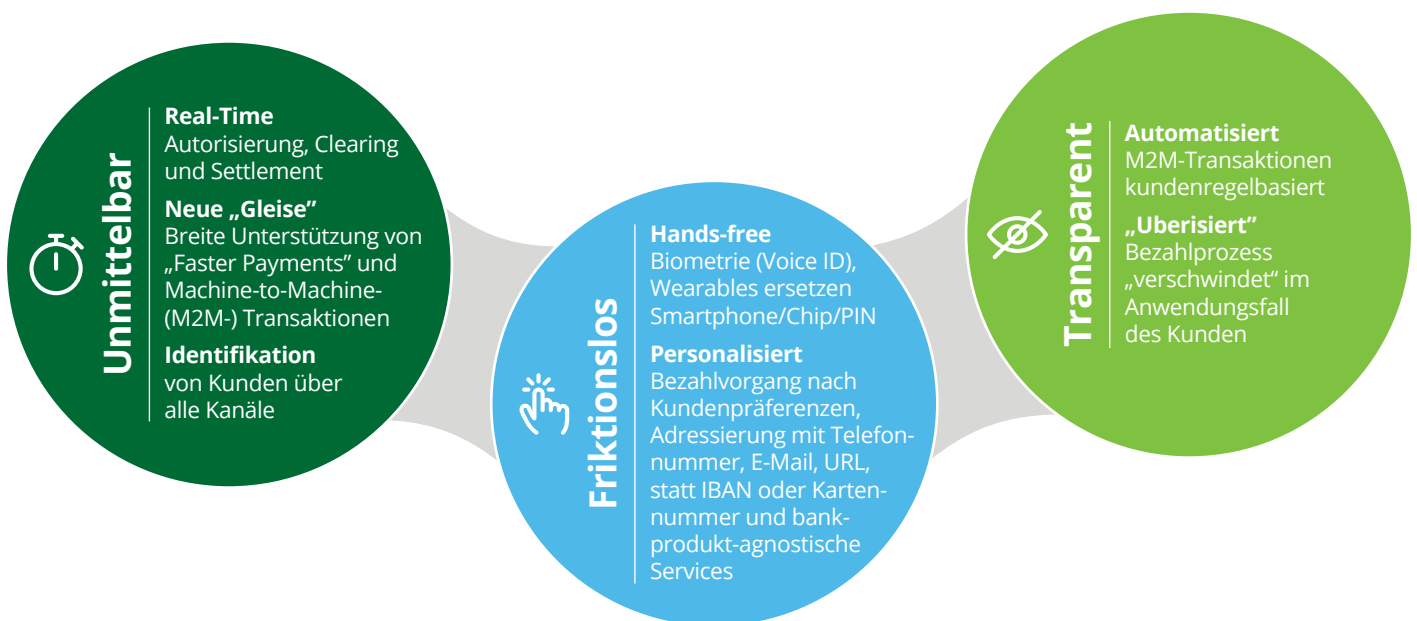 Unmittelbar
Real-Time
Autorisierung, Clearing
und Settlement
Neue „Gleise”
Breite Unterstützung von
„Faster Payments” und
Machine-to-Machine-
(M2M-) Transaktionen
Identifikation
von Kunden über
alle Kanäle
Friktionslos
Hands-free
Biometrie (Voice ID),
Wearables ersetzen
Smartphone/Chip/PIN
Personalisiert
Bezahlvorgang nach
Kundenpräferenzen,
Adressierung mit Telefon-
nummer, E-Mail, URL,
statt IBAN oder Karten-
nummer und bank-
produkt-agnostische
Services
Transparent
Automatisiert
M2M-Transaktionen
kundenregelbasiert
„Uberisiert”
Bezahlprozess
„verschwindet“ im
Anwendungsfall
des Kunden